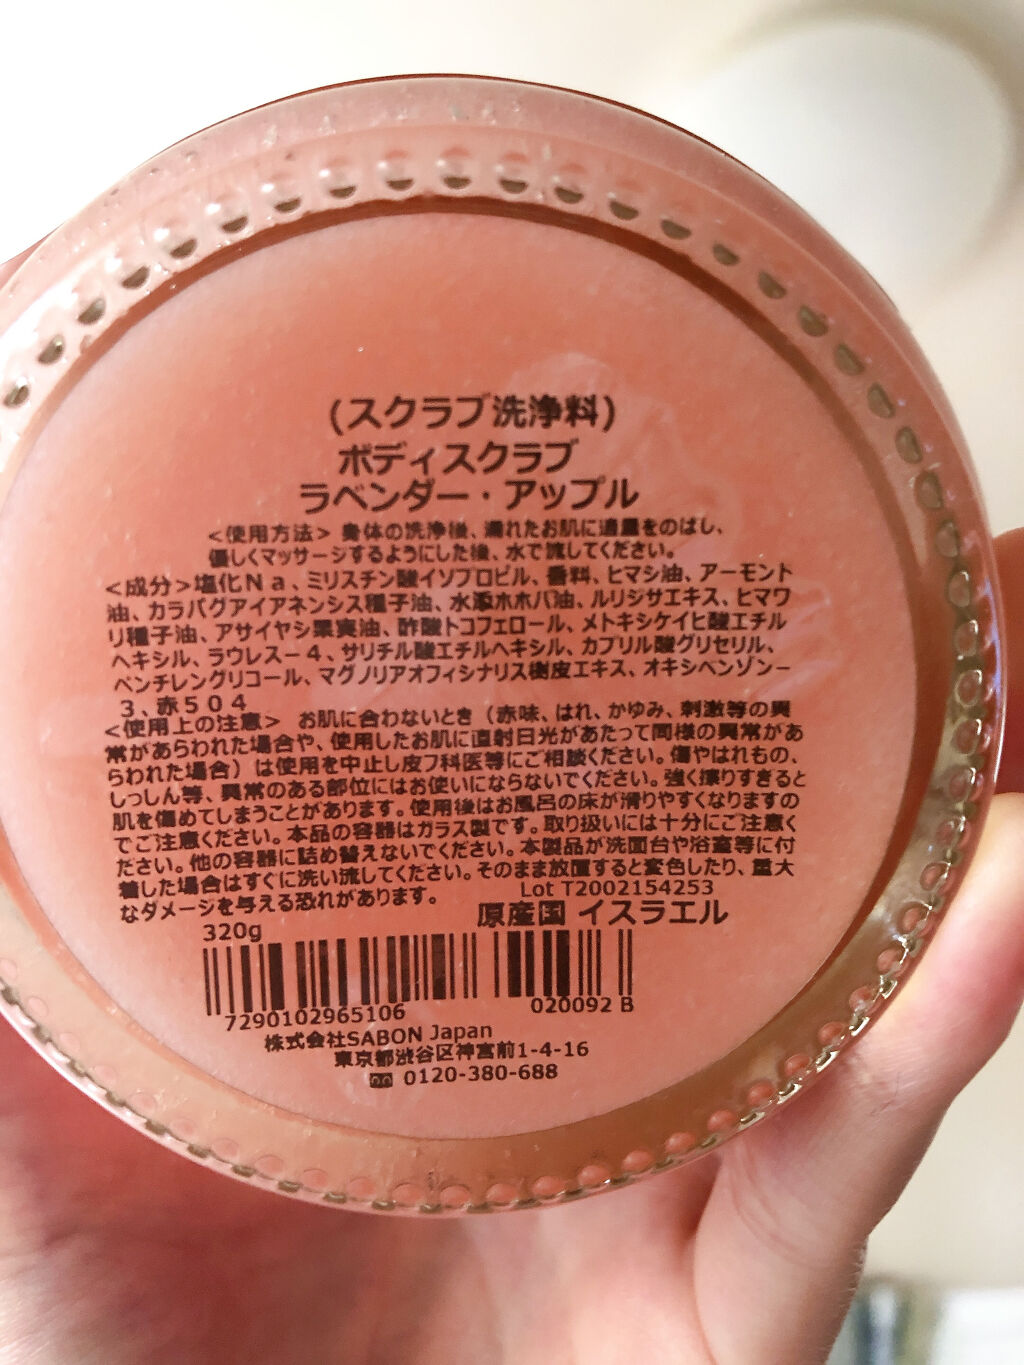 (スクラブ洗浄料)
ボディスクラブ
ラベンダー・アップル
＜使用方法＞ 身体の洗浄後、濡れたお肌に適量をのばし、
優しくマッサージするようにした後、水で流してください。
＜成分＞塩化Ｎａ、ミリスチン酸イソプロピル、香料、ヒマシ油、アーモンド
油、カラパグアイアネンシス種子油、水添ホホバ油、ルリジサエキス、ヒマワ
リ種子油、アサイヤシ果実油、酢酸トコフェロール、メトキシケイヒ酸エチル
ヘキシル、ラウレス－４、サリチル酸エチルヘキシル、カプリル酸グリセリル、
ペンチレングリコール、マグノリアオフィシナリス樹皮エキス、オキシベンゾン－
３、赤５０４
＜使用上の注意＞ お肌に合わないとき（赤味、はれ、かゆみ、刺激等の異
常があらわれた場合や、使用したお肌に直射日光があたって同様の異常があ
らわれた場合）は使用を中止し皮フ科医等にご相談ください。傷やはれもの、
しっしん等、異常のある部位にはお使いにならないでください。強く擦りすぎると
肌を傷めてしまうことがあります。使用後はお風呂の床が滑りやすくなりますの
でご注意ください。本品の容器はガラス製です。取り扱いには十分にご注意く
ださい。他の容器に詰め替えないでください。本製品が洗面台や浴室等に付
着した場合はすぐに洗い流してください。そのまま放置すると変色したり、重大
なダメージを与える恐れがあります。
Lot T2002154253
原産国 イスラエル
320g
7290102965106
020092 B
株式会社SABON Japan
東京都渋谷区神宮前1-4-16
0120-380-688